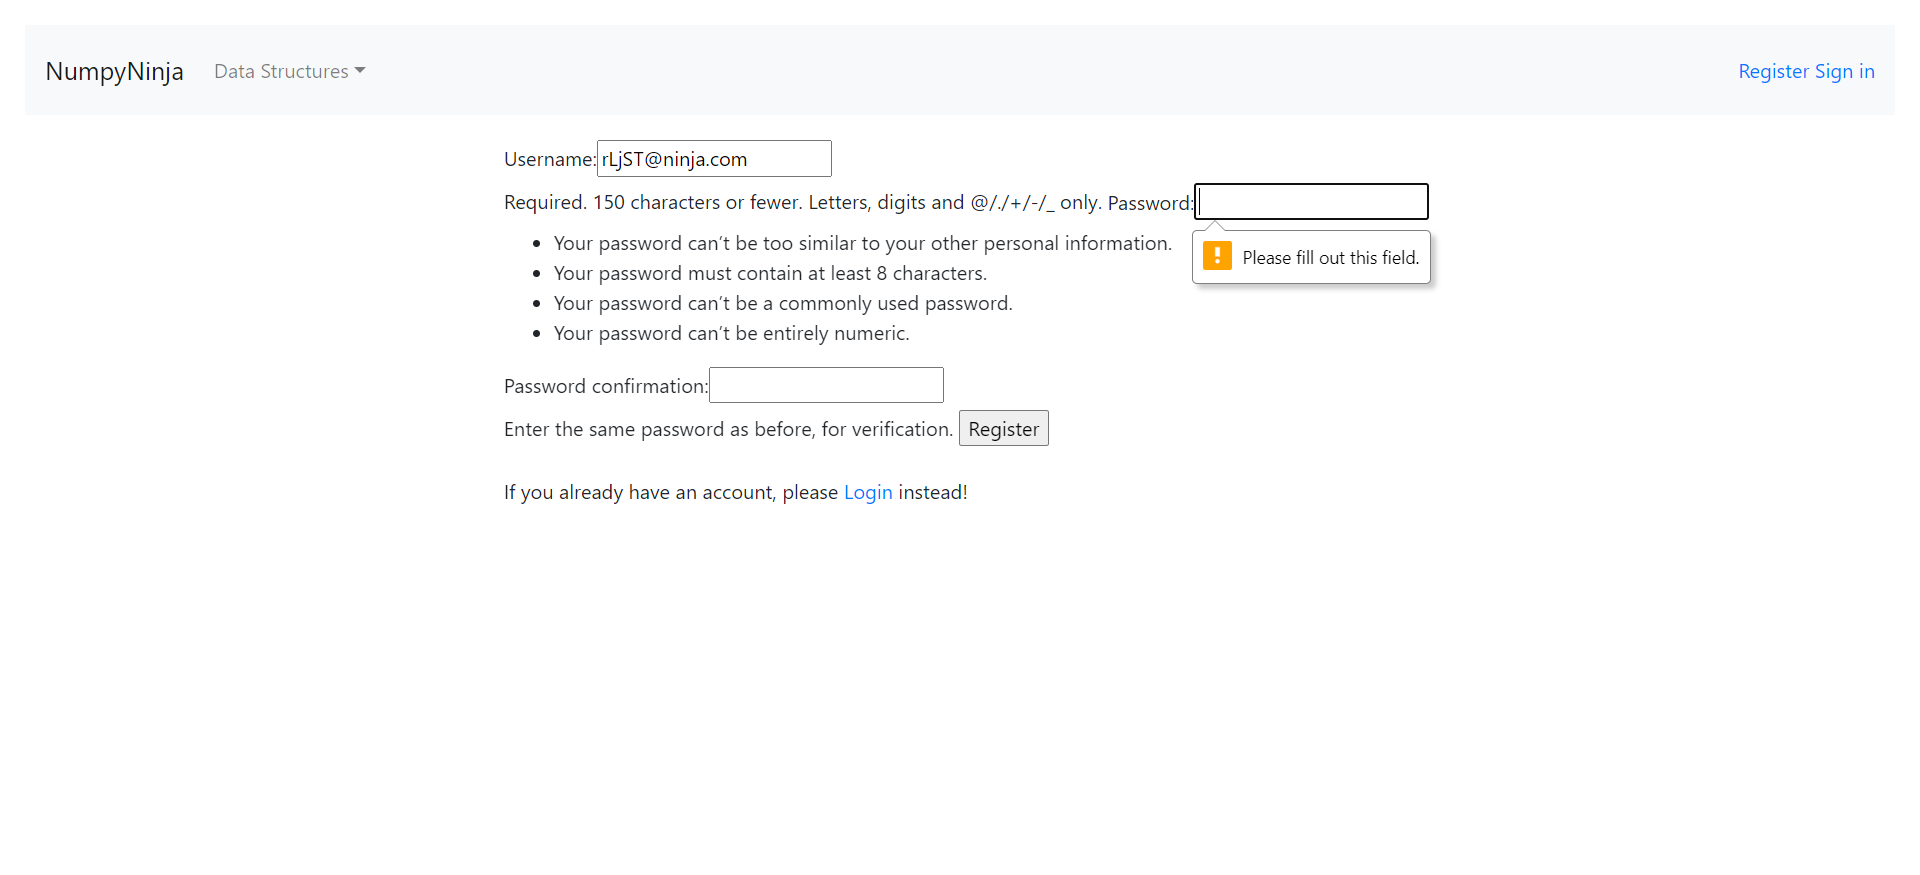 NumpyNinja Data Structures Register Sign in
Username: rLjST@ninja.com
Required. 150 characters or fewer. Letters, digits and @/./+/-/_ only. Password:
Your password can’t be too similar to your other personal information.
Please fill out this field.
Your password must contain at least 8 characters.
Your password can’t be a commonly used password.
Your password can’t be entirely numeric.
Password confirmation:
Enter the same password as before, for verification. Register
If you already have an account, please Login instead!